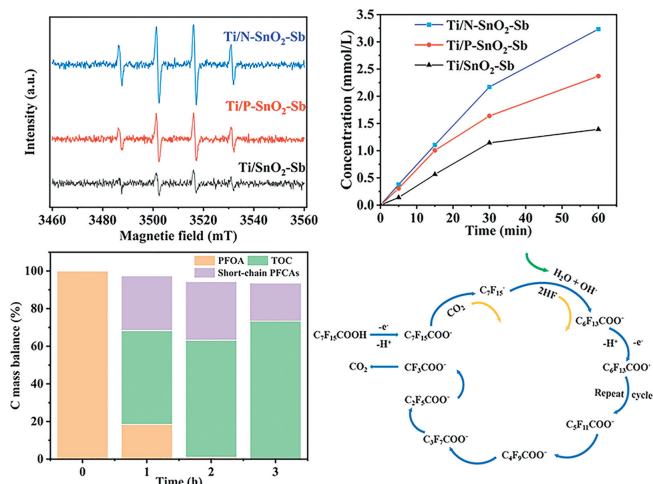 Ti/N-SnO₂-Sb
Ti/P-SnO₂-Sb
Ti/SnO₂-Sb
Intensity (a.u.)
3460 3480 3500 3520 3540 3560
Magnetie field (mT)
3.5
3.0
2.5
2.0
1.5
1.0
0.5
0.0
Concentration (mmol/L)
Ti/N-SnO₂-Sb
Ti/P-SnO₂-Sb
Ti/SnO₂-Sb
0 10 20 30 40 50 60
Time (min)
PFOA TOC
Short-chain PFCAs
100
80
60
40
20
0
C mass balance (%)
0 1 2 3
Time (h)
H₂O + OH⁻
C₇F₁₅⁻
2HF
CO₂
C₆F₁₃COO⁻
C₇F₁₅COOH -e⁻ -H⁺ C₇F₁₅COO⁻
-H⁺ -e⁻
CO₂ CF₃COO⁻
C₆F₁₃COO⁻
C₂F₅COO⁻
Repeat cycle
C₃F₇COO⁻
C₅F₁₁COO⁻
C₄F₉COO⁻